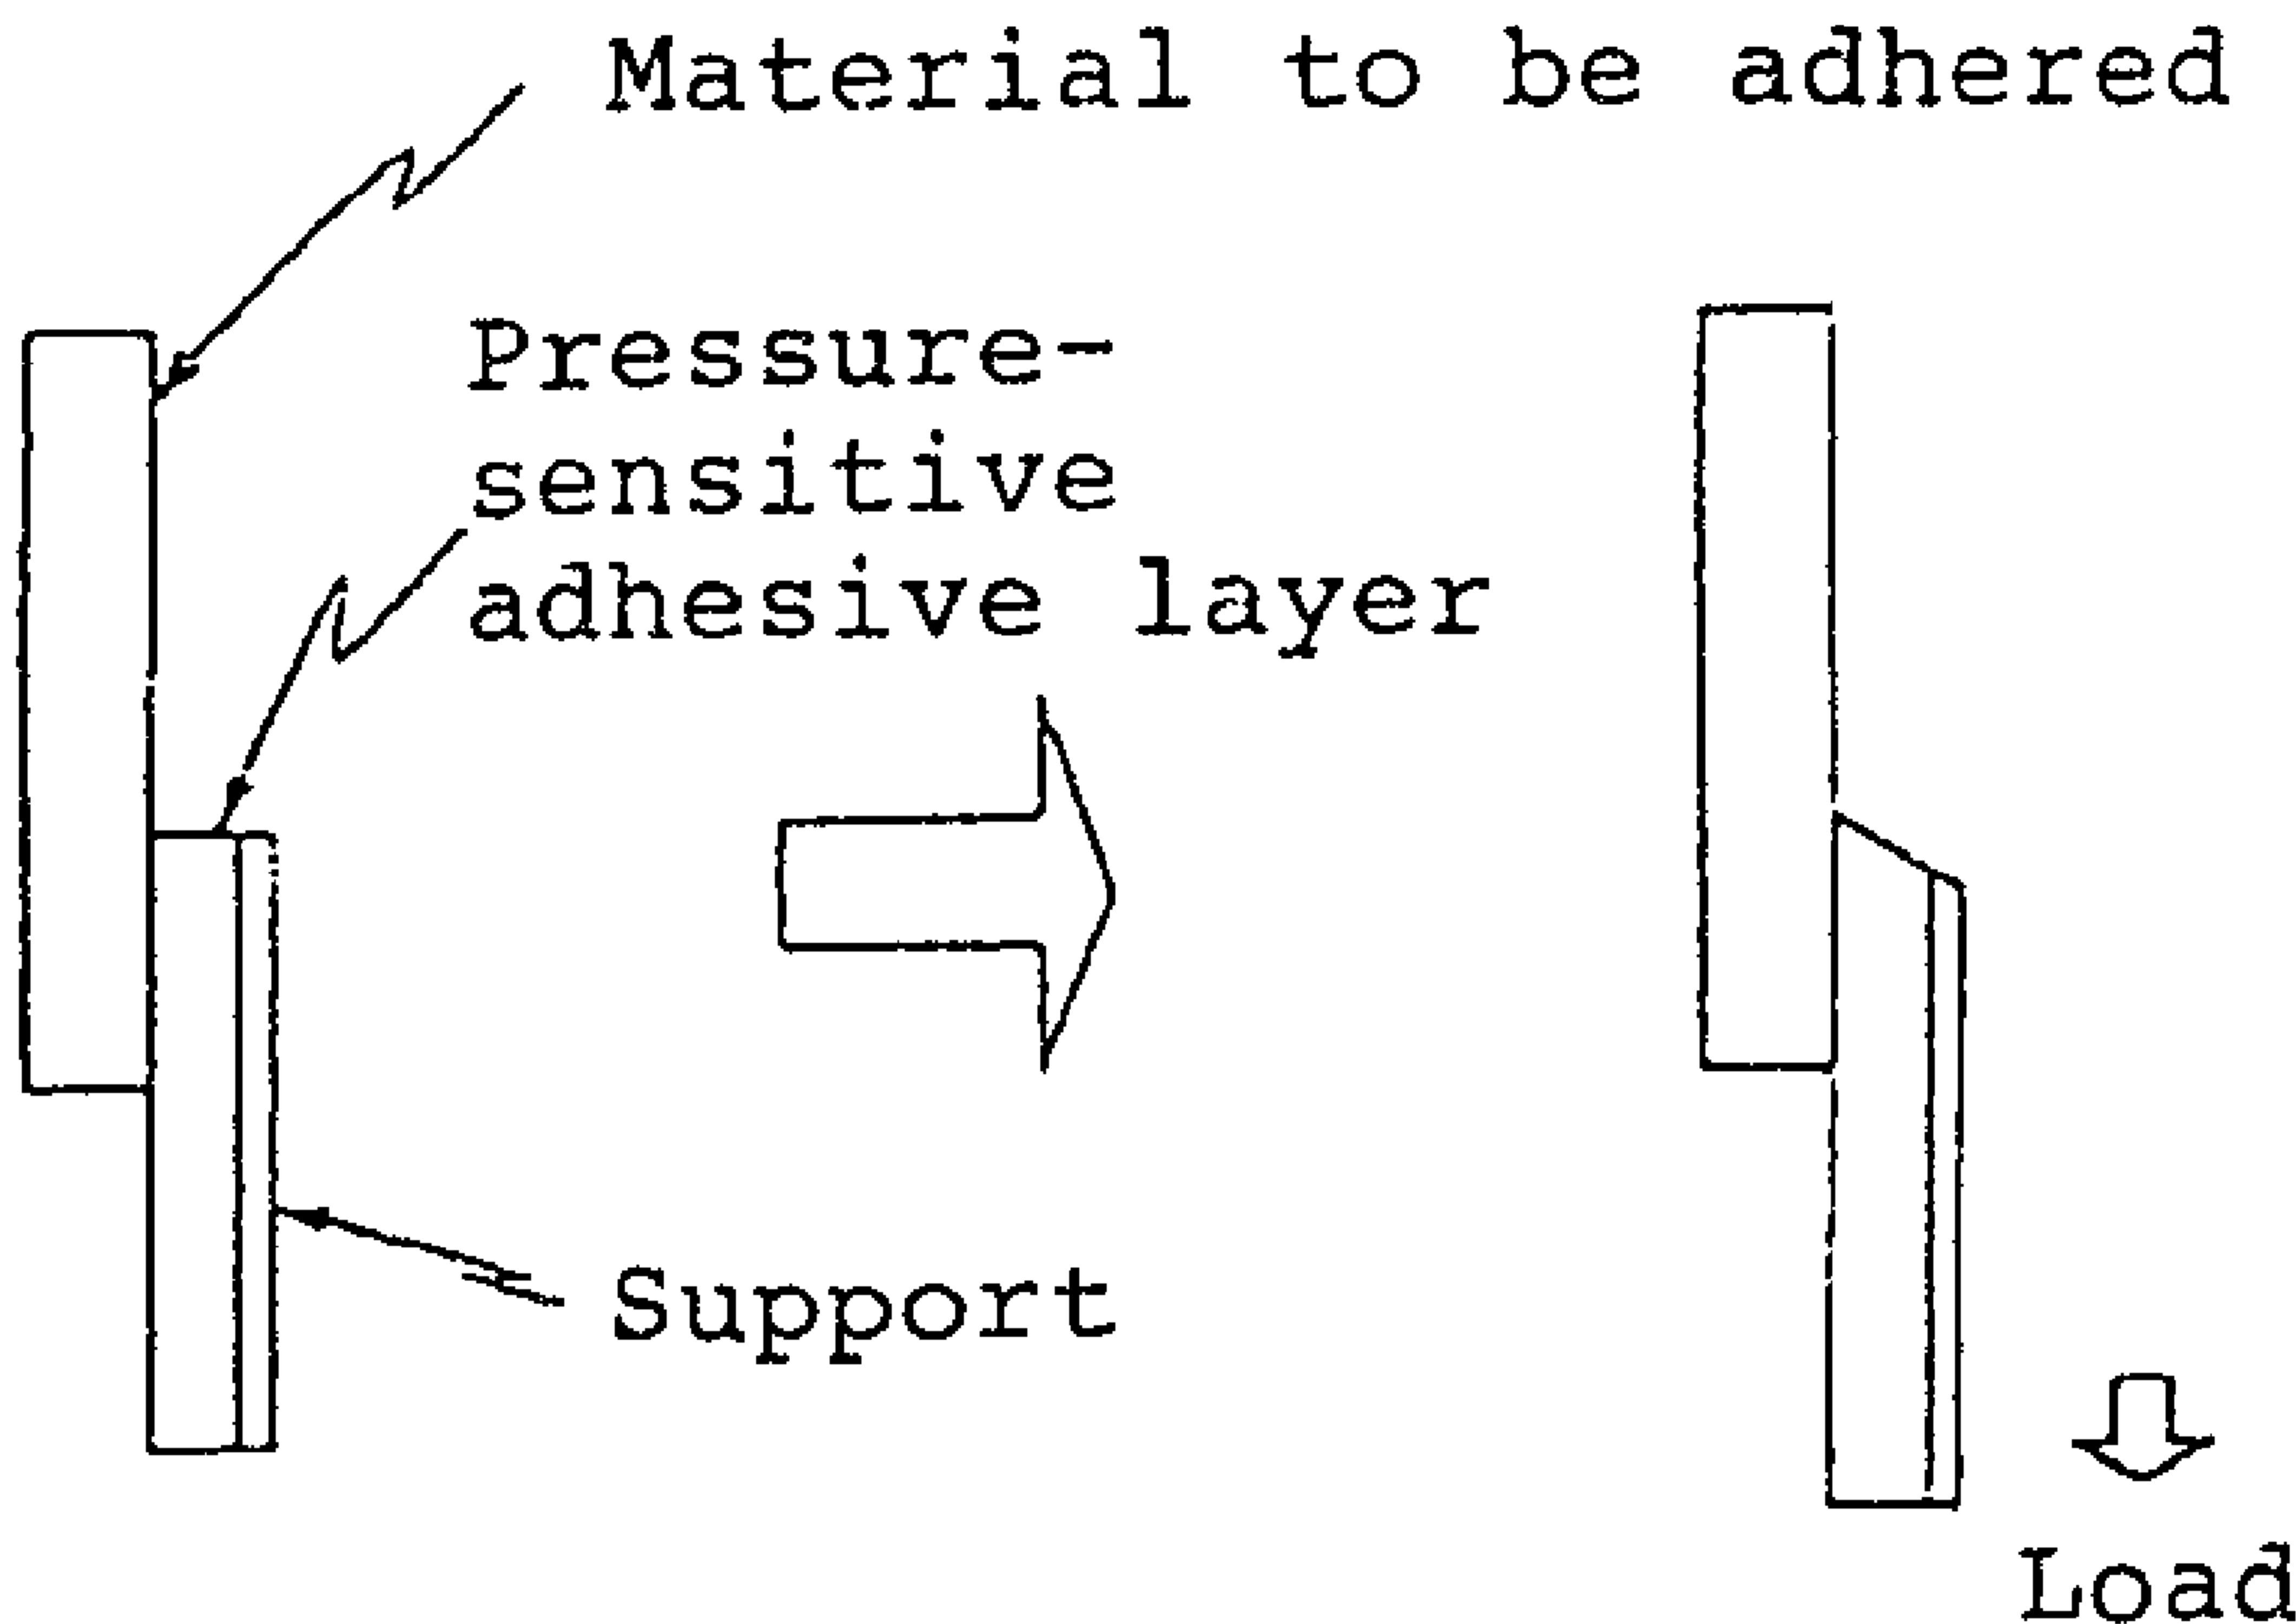 Material to be adhered
Pressure-
sensitive
adhesive layer
Support
Load